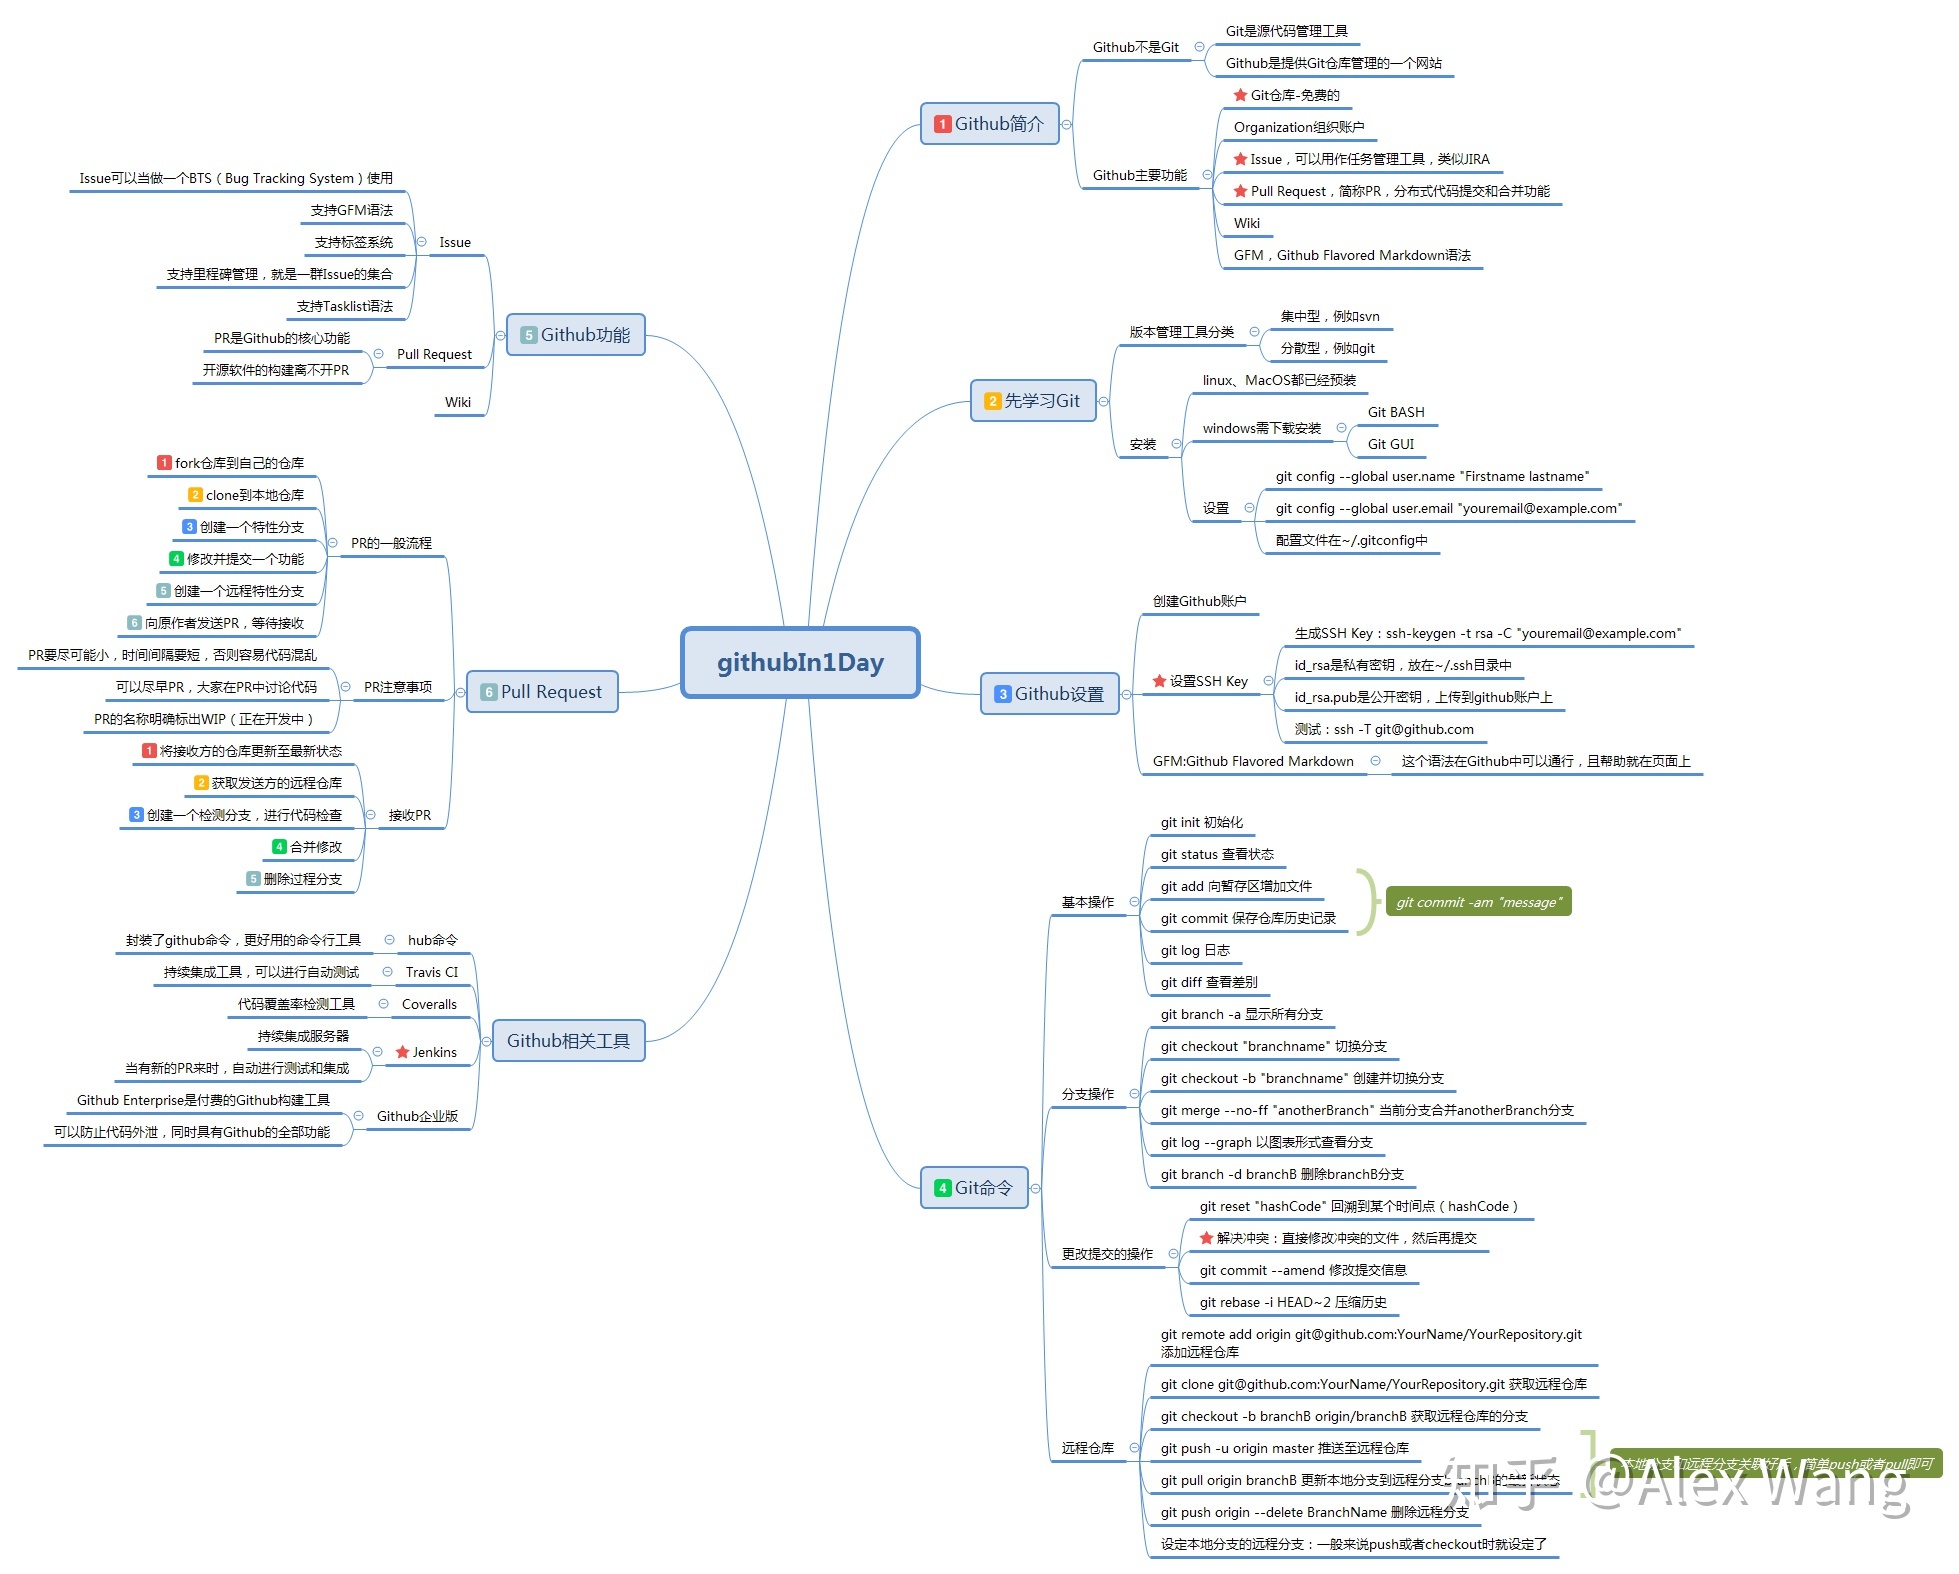 githubIn1Day
1 Github简介
Github不是Git
Git是源代码管理工具
Github是提供Git仓库管理的一个网站
Github主要功能
Git仓库-免费的
Organization组织账户
Issue，可以用作任务管理工具，类似JIRA
Pull Request，简称PR，分布式代码提交和合并功能
Wiki
GFM，Github Flavored Markdown语法
2 先学习Git
版本管理工具分类
集中型，例如svn
分散型，例如git
安装
linux、MacOS都已经预装
windows需下载安装
Git BASH
Git GUI
设置
git config --global user.name "Firstname lastname"
git config --global user.email "youremail@example.com"
配置文件在~/.gitconfig中
3 Github设置
创建Github账户
设置SSH Key
生成SSH Key：ssh-keygen -t rsa -C "youremail@example.com"
id_rsa是私有密钥，放在~/.ssh目录中
id_rsa.pub是公开密钥，上传到github账户上
测试：ssh -T git@github.com
GFM:Github Flavored Markdown
这个语法在Github中可以通行，且帮助就在页面上
4 Git命令
基本操作
git init 初始化
git status 查看状态
git add 向暂存区增加文件
git commit 保存仓库历史记录
git commit -am "message"
git log 日志
git diff 查看差别
分支操作
git branch -a 显示所有分支
git checkout "branchname" 切换分支
git checkout -b "branchname" 创建并切换分支
git merge --no-ff "anotherBranch" 当前分支合并anotherBranch分支
git log --graph 以图表形式查看分支
git branch -d branchB 删除branchB分支
更改提交的操作
git reset "hashCode" 回溯到某个时间点（hashCode）
解决冲突：直接修改冲突的文件，然后再提交
git commit --amend 修改提交信息
git rebase -i HEAD~2 压缩历史
远程仓库
git remote add origin git@github.com:YourName/YourRepository.git
添加远程仓库
git clone git@github.com:YourName/YourRepository.git 获取远程仓库
git checkout -b branchB origin/branchB 获取远程仓库的分支
git push -u origin master 推送至远程仓库
git pull origin branchB 更新本地分支到远程分支branchB的最新状态
git push origin --delete BranchName 删除远程分支
设定本地分支的远程分支：一般来说push或者checkout时就设定了
本地分支和远程分支关联好后，简单push或者pull即可
5 Github功能
Issue
Issue可以当做一个BTS（Bug Tracking System）使用
支持GFM语法
支持标签系统
支持里程碑管理，就是一群Issue的集合
支持Tasklist语法
Pull Request
PR是Github的核心功能
开源软件的构建离不开PR
Wiki
6 Pull Request
PR的一般流程
1 fork仓库到自己的仓库
2 clone到本地仓库
3 创建一个特性分支
4 修改并提交一个功能
5 创建一个远程特性分支
6 向原作者发送PR，等待接收
PR注意事项
PR要尽可能小，时间间隔要短，否则容易代码混乱
可以尽早PR，大家在PR中讨论代码
PR的名称明确标出WIP（正在开发中）
接收PR
1 将接收方的仓库更新至最新状态
2 获取发送方的远程仓库
3 创建一个检测分支，进行代码检查
4 合并修改
5 删除过程分支
Github相关工具
hub命令
封装了github命令，更好用的命令行工具
Travis CI
持续集成工具，可以进行自动测试
Coveralls
代码覆盖率检测工具
Jenkins
持续集成服务器
当有新的PR来时，自动进行测试和集成
Github企业版
Github Enterprise是付费的Github构建工具
可以防止代码外泄，同时具有Github的全部功能
知乎 @Alex Wang